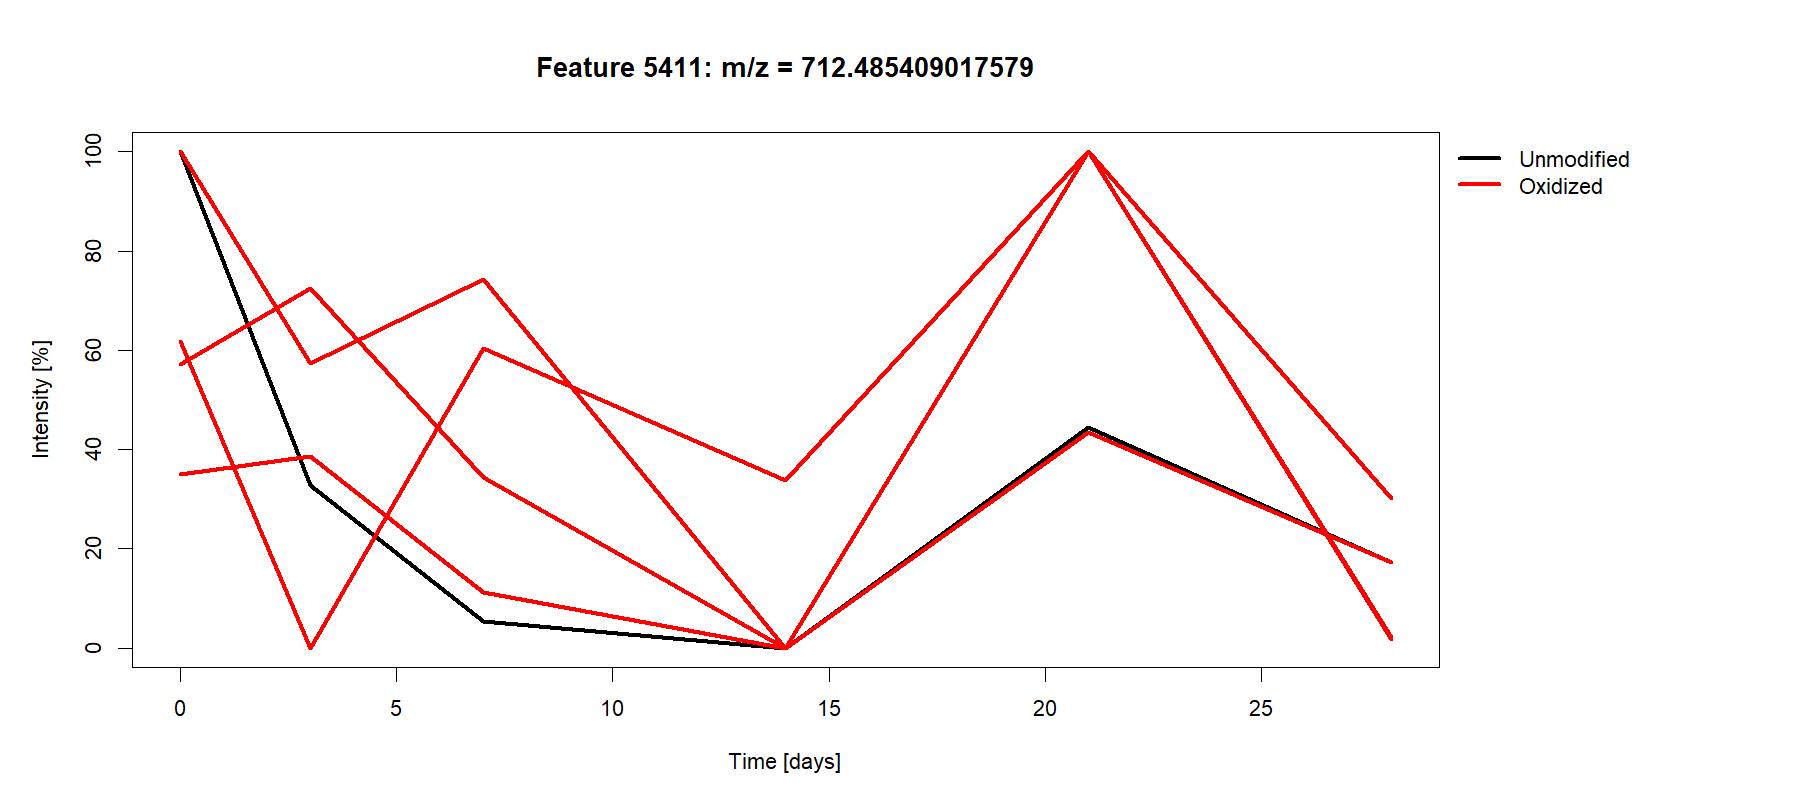 Feature 5411: m/z = 712.485409017579
Unmodified
Oxidized
Intensity [%]
100
80
60
40
20
0
0 5 10 15 20 25
Time [days]